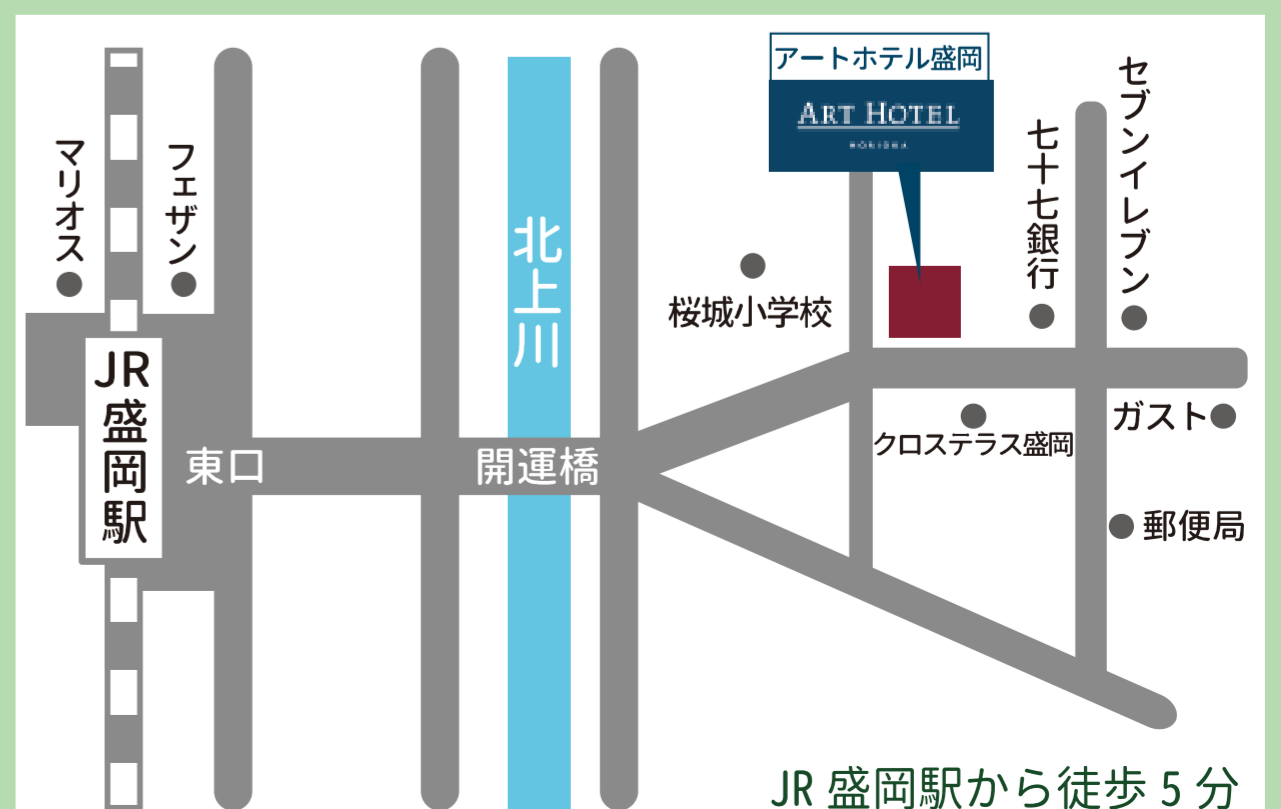 アートホテル盛岡
ART HOTEL
MORIOKA
セブンイレブン
七十七銀行
マリオス
フェザン
北上川
桜城小学校
JR
盛岡駅
東口
開運橋
クロステラス盛岡
ガスト
郵便局
JR 盛岡駅から徒歩 5 分